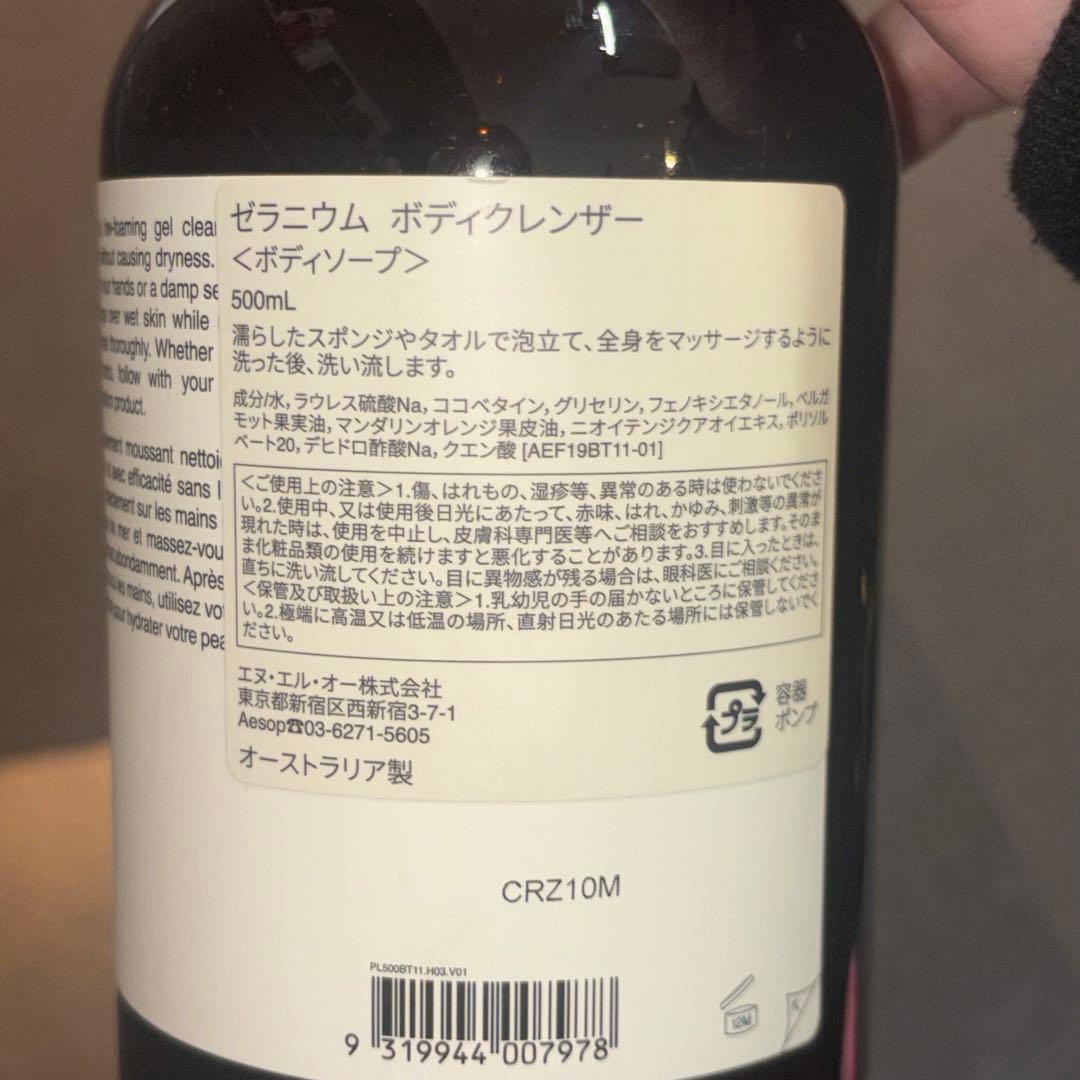 foaming gel clea
causing dryness.
hands or a damp se
over wet skin while
thoroughly. Whether
follow with your
product.
moussant nettoi
avec efficacité sans l
sur les mains
de mer et massez-vou
abondamment. Après
les mains, utilisez vo
pour hydrater votre pea
ゼラニウム ボディクレンザー
<ボディソープ>
500mL
濡らしたスポンジやタオルで泡立て、全身をマッサージするように
洗った後、洗い流します。
成分/水, ラウレス硫酸Na, ココベタイン, グリセリン, フェノキシエタノール, ベルガ
モット果実油, マンダリンオレンジ果皮油, ニオイテンジクアオイエキス, ポリソル
ベート20, デヒドロ酢酸Na, クエン酸 [AEF19BT11-01]
<ご使用上の注意>1.傷、はれもの、湿疹等、異常のある時は使わないでくださ
い。2.使用中、又は使用後日光にあたって、赤味、はれ、かゆみ、刺激等の異常が
現れた時は、使用を中止し、皮膚科専門医等へご相談をおすすめします。そのま
ま化粧品類の使用を続けますと悪化することがあります。3.目に入ったときは、
直ちに洗い流してください。目に異物感が残る場合は、眼科医にご相談ください。
<保管及び取扱い上の注意>1.乳幼児の手の届かないところに保管してくださ
い。2.極端に高温又は低温の場所、直射日光のあたる場所には保管しないでく
ださい。
エヌ・エル・オー株式会社
東京都新宿区西新宿3-7-1
Aesop☎03-6271-5605
オーストラリア製
プラ
容器
ポンプ
CRZ10M
PL500BT11.H03.V01
9 319944 007978
12M